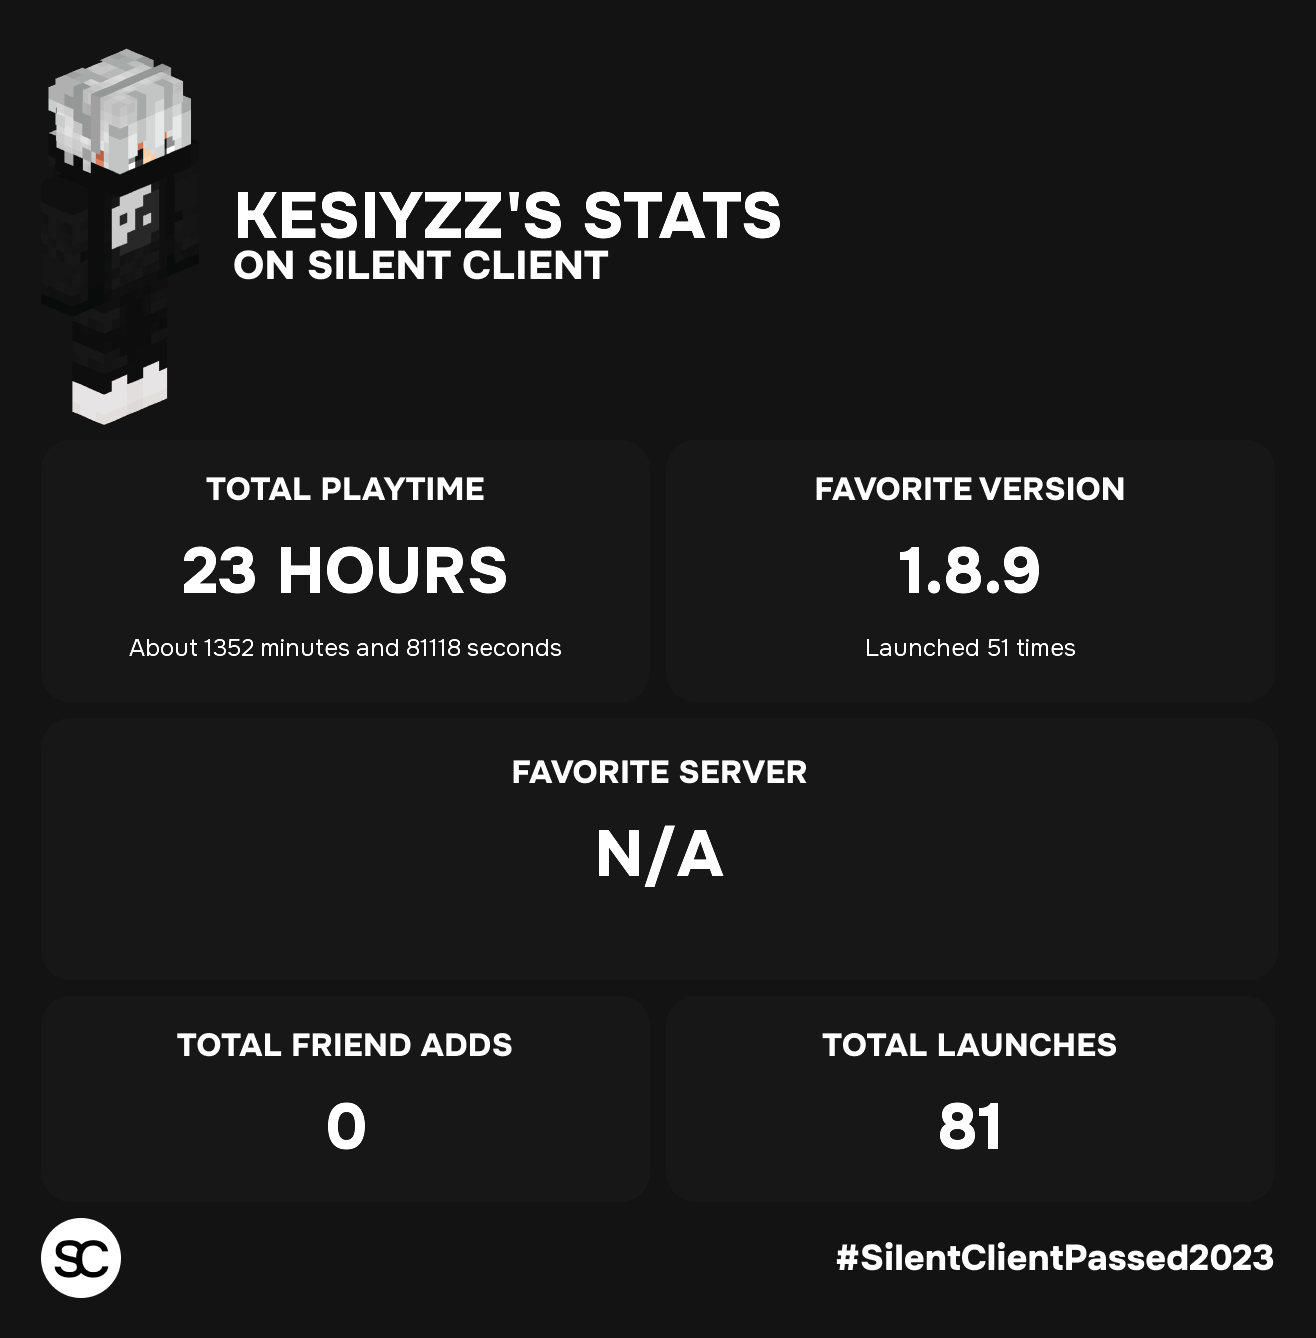 KESIYZZ'S STATS
ON SILENT CLIENT
TOTAL PLAYTIME
23 HOURS
About 1352 minutes and 81118 seconds
FAVORITE VERSION
1.8.9
Launched 51 times
FAVORITE SERVER
N/A
TOTAL FRIEND ADDS
0
TOTAL LAUNCHES
81
SC
#SilentClientPassed2023